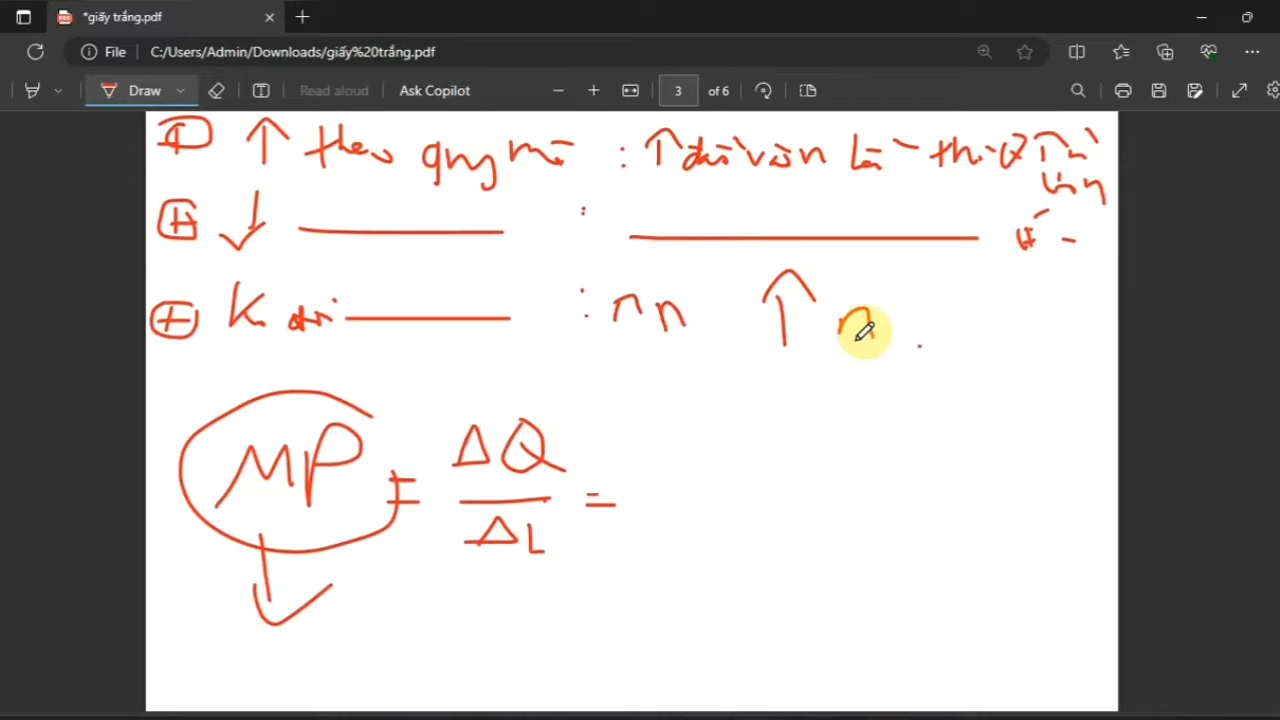 *giấy trắng.pdf
File C:/Users/Admin/Downloads/giấy%20trắng.pdf
Draw Read aloud Ask Copilot 3 of 6
↑ theo quy mô : ↑ đầu vào n lần thì Q ↑ n
↓ :
K đổi : ↑ n ↑ n
MP = ΔQ
ΔL =